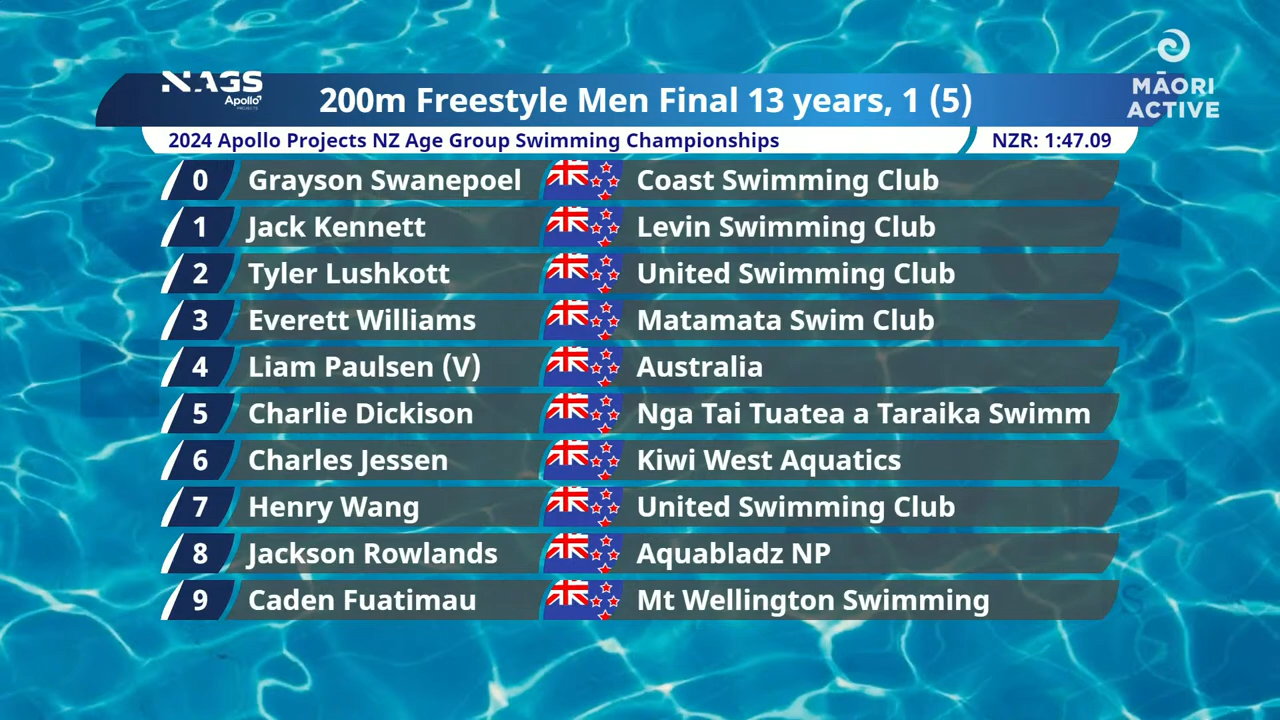 NAGS
Apollo
PROJECTS
200m Freestyle Men Final 13 years, 1 (5)
MĀORI
ACTIVE
2024 Apollo Projects NZ Age Group Swimming Championships
NZR: 1:47.09
0 Grayson Swanepoel Coast Swimming Club
1 Jack Kennett Levin Swimming Club
2 Tyler Lushkott United Swimming Club
3 Everett Williams Matamata Swim Club
4 Liam Paulsen (V) Australia
5 Charlie Dickison Nga Tai Tuatea a Taraika Swimm
6 Charles Jessen Kiwi West Aquatics
7 Henry Wang United Swimming Club
8 Jackson Rowlands Aquabladz NP
9 Caden Fuatimau Mt Wellington Swimming